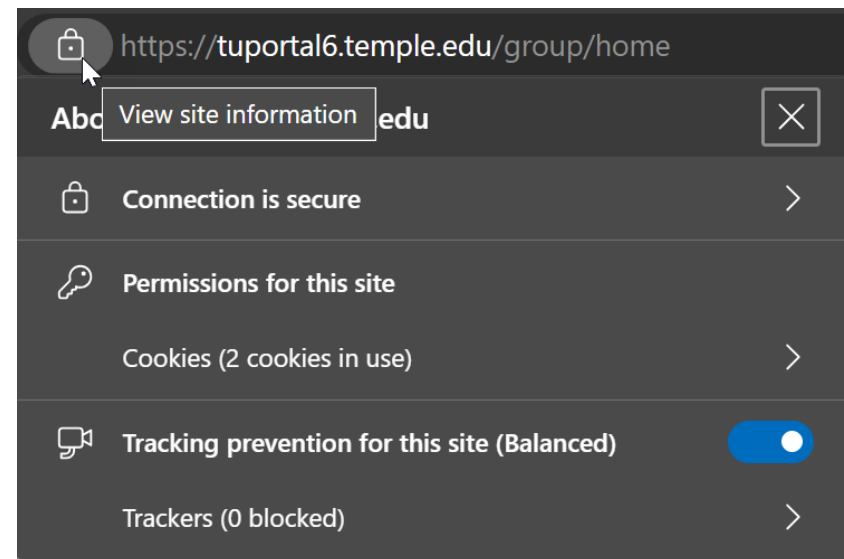 https://tuportal6.temple.edu/group/home
Abo View site information .edu
Connection is secure
Permissions for this site
Cookies (2 cookies in use)
Tracking prevention for this site (Balanced)
Trackers (0 blocked)